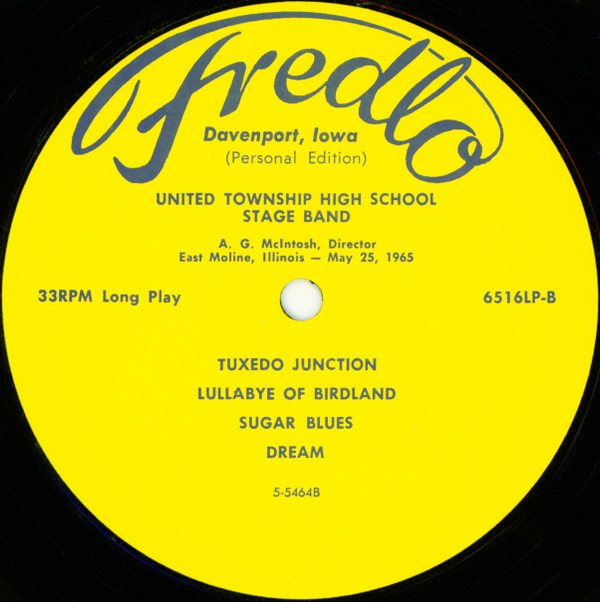 Fredlo
Davenport, Iowa
(Personal Edition)
UNITED TOWNSHIP HIGH SCHOOL
STAGE BAND
A. G. McIntosh, Director
East Moline, Illinois — May 25, 1965
33RPM Long Play
6516LP-B
TUXEDO JUNCTION
LULLABYE OF BIRDLAND
SUGAR BLUES
DREAM
5-5464B